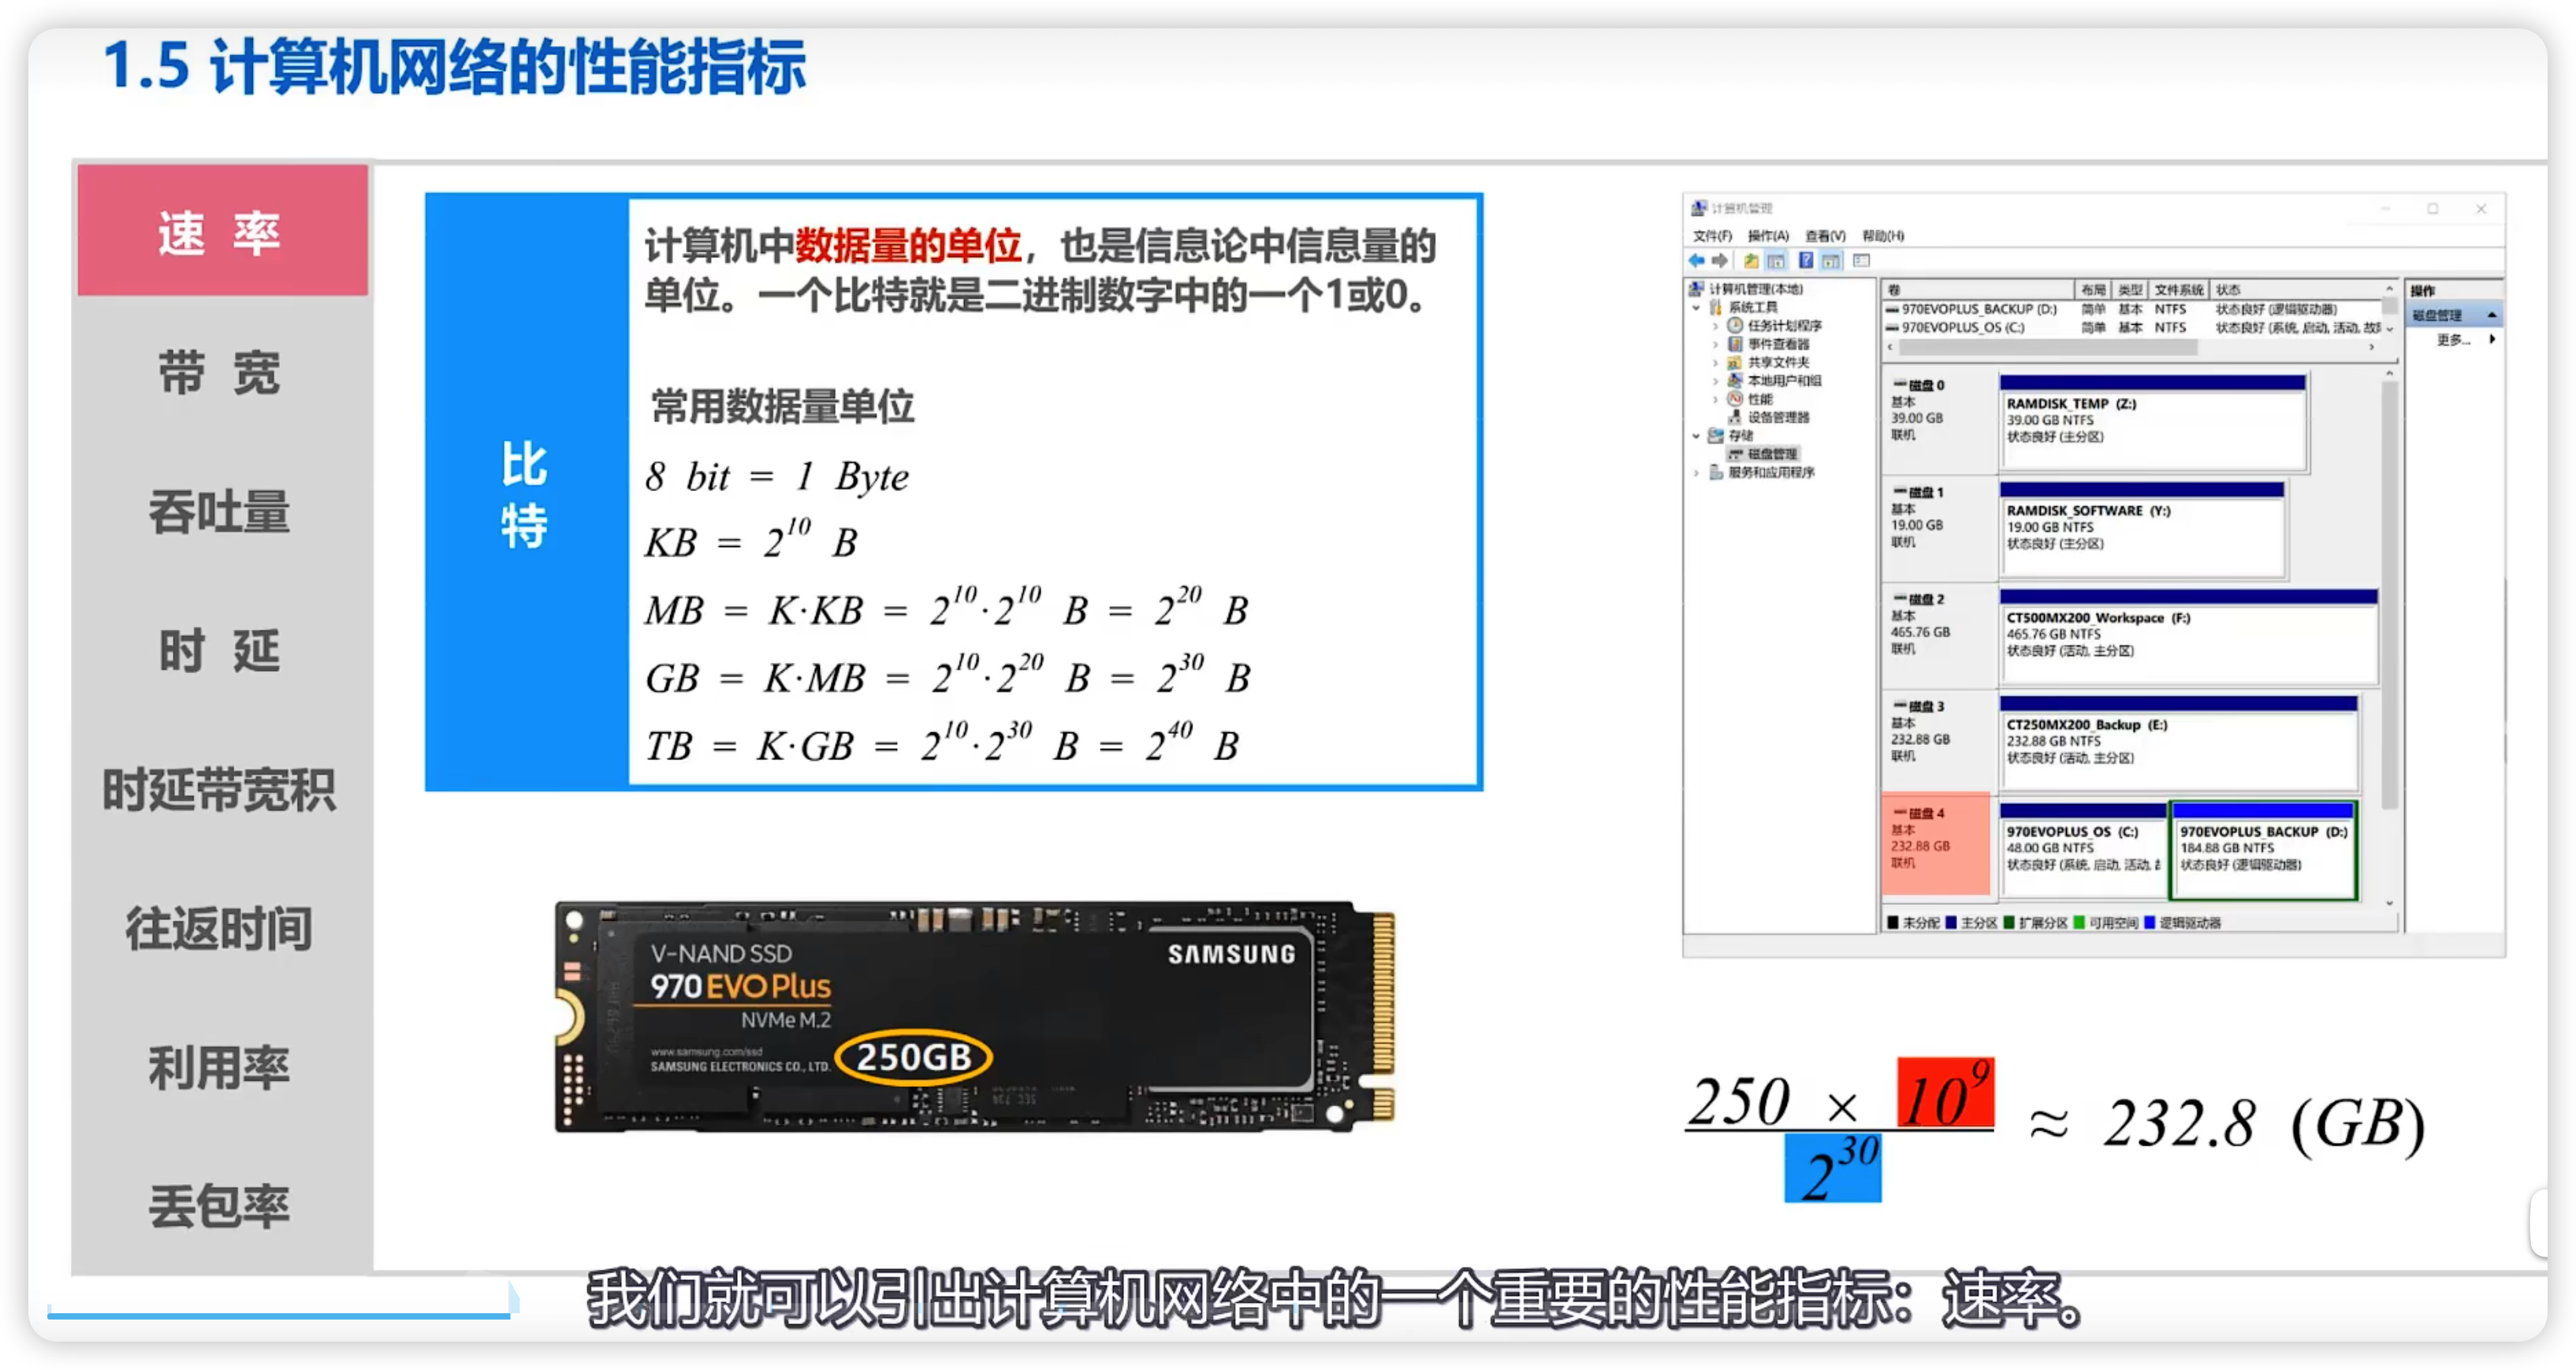 1.5 计算机网络的性能指标
速 率
带 宽
吞吐量
时 延
时延带宽积
往返时间
利用率
丢包率
比
特
计算机中数据量的单位，也是信息论中信息量的
单位。一个比特就是二进制数字中的一个1或0。
常用数据量单位
8 bit = 1 Byte
KB = 2^10 B
MB = K·KB = 2^10·2^10 B = 2^20 B
GB = K·MB = 2^10·2^20 B = 2^30 B
TB = K·GB = 2^10·2^30 B = 2^40 B
V-NAND SSD
970 EVO Plus
NVMe M.2
www.samsung.com/ssd
SAMSUNG ELECTRONICS CO., LTD.
250GB
SAMSUNG
计算机管理
文件(F) 操作(A) 查看(V) 帮助(H)
计算机管理(本地)
系统工具
任务计划程序
事件查看器
共享文件夹
本地用户和组
性能
设备管理器
存储
磁盘管理
服务和应用程序
卷 布局 类型 文件系统 状态
970EVOPLUS_BACKUP (D:) 简单 基本 NTFS 状态良好 (逻辑驱动器)
970EVOPLUS_OS (C:) 简单 基本 NTFS 状态良好 (系统, 启动, 活动, 故
操作
磁盘管理
更多...
磁盘 0
基本
39.00 GB
联机
RAMDISK_TEMP (Z:)
39.00 GB NTFS
状态良好 (主分区)
磁盘 1
基本
19.00 GB
联机
RAMDISK_SOFTWARE (Y:)
19.00 GB NTFS
状态良好 (主分区)
磁盘 2
基本
465.76 GB
联机
CT500MX200_Workspace (F:)
465.76 GB NTFS
状态良好 (活动, 主分区)
磁盘 3
基本
232.88 GB
联机
CT250MX200_Backup (E:)
232.88 GB NTFS
状态良好 (活动, 主分区)
磁盘 4
基本
232.88 GB
联机
970EVOPLUS_OS (C:)
48.00 GB NTFS
状态良好 (系统, 启动, 活动,
970EVOPLUS_BACKUP (D:)
184.88 GB NTFS
状态良好 (逻辑驱动器)
未分配 主分区 扩展分区 可用空间 逻辑驱动器
250 × 10^9
2^30
≈ 232.8 (GB)
我们就可以引出计算机网络中的一个重要的性能指标：速率。